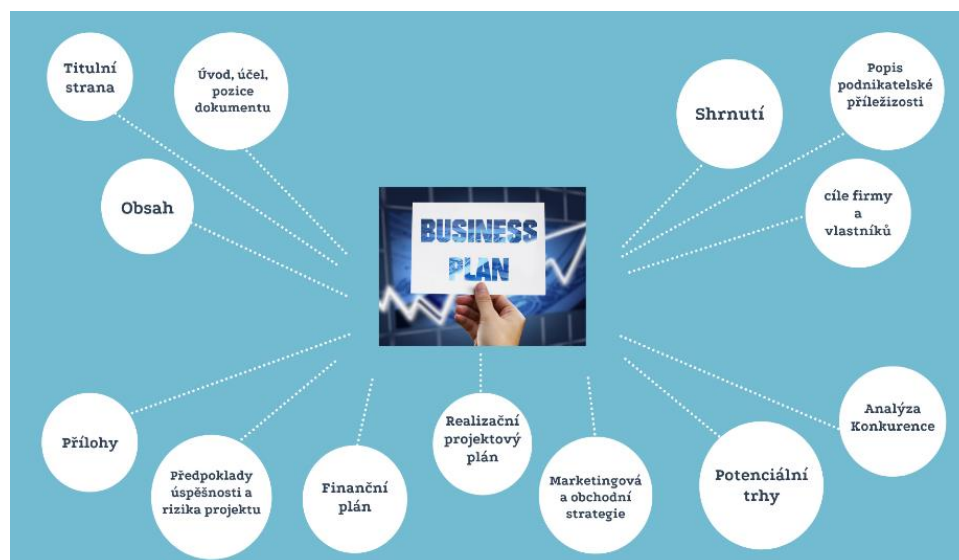 Titulní
strana
Úvod, účel,
pozice
dokumentu
Obsah
Shrnutí
Popis
podnikatelské
příležizosti
cíle firmy
a
vlastníků
BUSINESS
PLAN
Přílohy
Předpoklady
úspěšnosti a
rizika projektu
Finanční
plán
Realizační
projektový
plán
Marketingová
a obchodní
strategie
Potenciální
trhy
Analýza
Konkurence